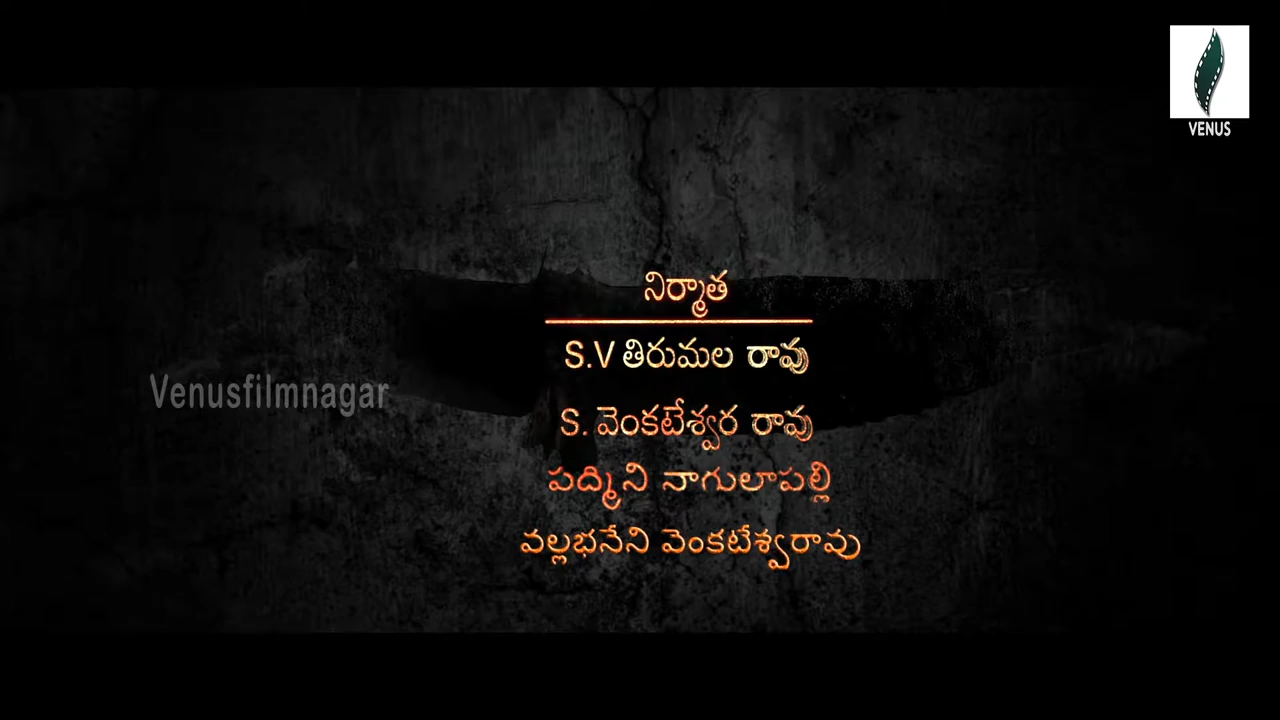 VENUS
నిర్మాత
S.V తిరుమల రావు
Venusfilmnagar
S. వెంకటేశ్వర రావు
పద్మిని నాగులాపల్లి
వల్లభనేని వెంకటేశ్వరావు